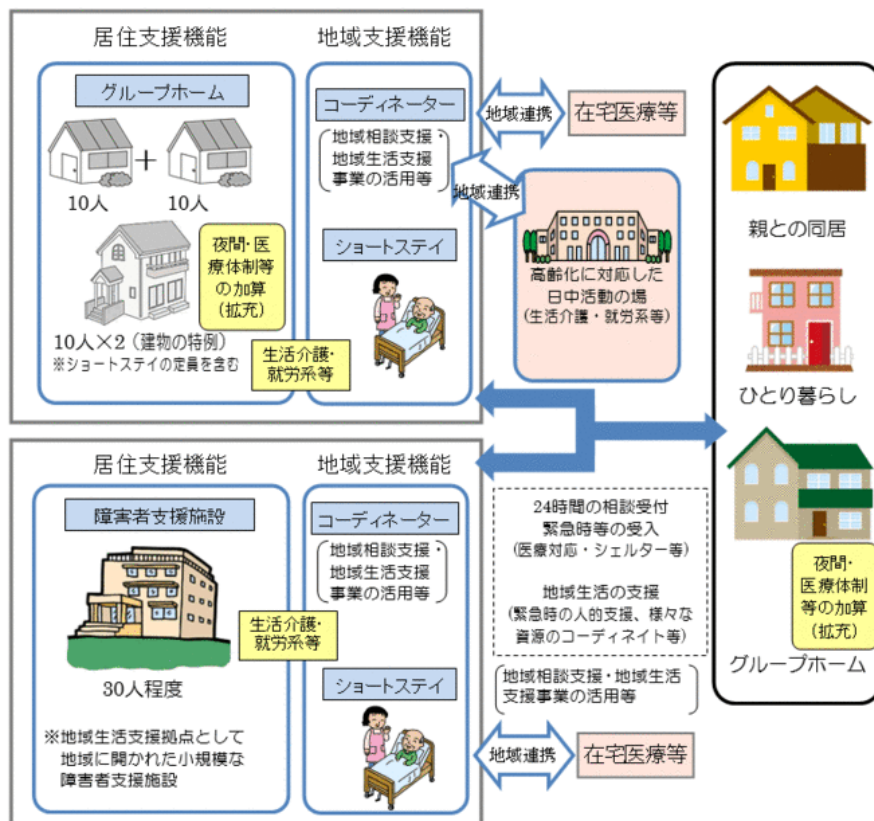 居住支援機能
地域支援機能
グループホーム
10人
10人
夜間・医
療体制等
の加算
(拡充)
10人×2(建物の特例)
※ショートステイの定員を含む
生活介護・
就労系等
コーディネーター
地域相談支援・
地域生活支援
事業の活用等
ショートステイ
地域連携
在宅医療等
地域連携
高齢化に対応した
日中活動の場
(生活介護・就労系等)
居住支援機能
地域支援機能
障害者支援施設
30人程度
※地域生活支援拠点として
地域に開かれた小規模な
障害者支援施設
生活介護・
就労系等
コーディネーター
地域相談支援・
地域生活支援
事業の活用等
ショートステイ
24時間の相談受付
緊急時等の受入
(医療対応・シェルター等)
地域生活の支援
(緊急時の人的支援、様々な
資源のコーディネイト等)
地域相談支援・地域生活
支援事業の活用等
地域連携
在宅医療等
親との同居
ひとり暮らし
夜間・
医療体制
等の加算
(拡充)
グループホーム